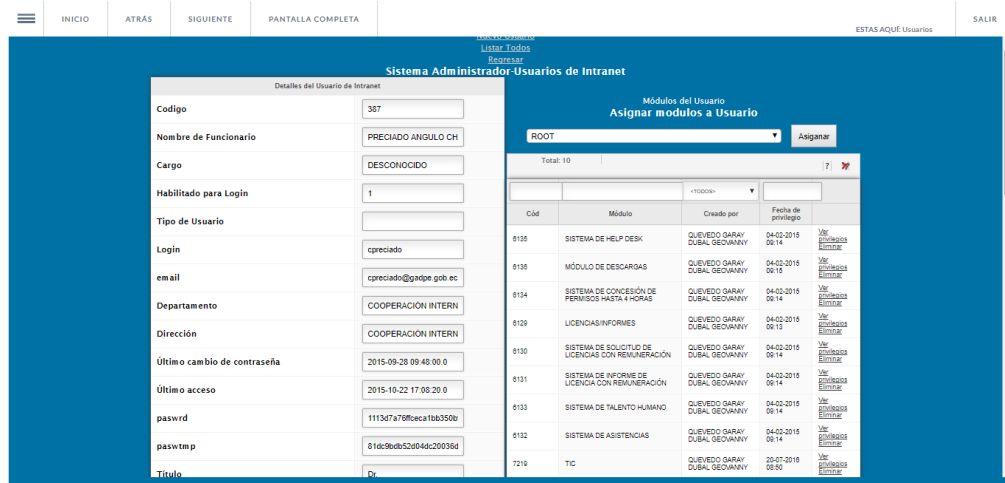 INICIO
ATRÁS
SIGUIENTE
PANTALLA COMPLETA
ESTAS AQUÍ: Usuarios
SALIR
Nuevo Usuario
Listar Todos
Regresar
Sistema Administrador-Usuarios de Intranet
Detalles del Usuario de Intranet
Codigo 387
Nombre de Funcionario PRECIADO ANGULO CH
Cargo DESCONOCIDO
Habilitado para Login 1
Tipo de Usuario
Login cpreciado
email cpreciado@gadpe.gob.ec
Departamento COOPERACIÓN INTERN
Dirección COOPERACIÓN INTERN
Último cambio de contraseña 2015-09-28 09:48:00.0
Último acceso 2015-10-22 17:08:20.0
paswrd 1113d7a76ffceca1bb350b
paswtmp 81dc9bdb52d04dc20036d
Título Dr.
Módulos del Usuario
Asignar modulos a Usuario
ROOT Asiganar
Total: 10 ?
<TODOS>
Cód Módulo Creado por Fecha de privilegio
6135 SISTEMA DE HELP DESK QUEVEDO GARAY DUBAL GEOVANNY 04-02-2015 09:14 Ver privilegios Eliminar
6136 MÓDULO DE DESCARGAS QUEVEDO GARAY DUBAL GEOVANNY 04-02-2015 09:15 Ver privilegios Eliminar
6134 SISTEMA DE CONCESIÓN DE PERMISOS HASTA 4 HORAS QUEVEDO GARAY DUBAL GEOVANNY 04-02-2015 09:14 Ver privilegios Eliminar
6129 LICENCIAS/INFORMES QUEVEDO GARAY DUBAL GEOVANNY 04-02-2015 09:13 Ver privilegios Eliminar
6130 SISTEMA DE SOLICITUD DE LICENCIAS CON REMUNERACIÓN QUEVEDO GARAY DUBAL GEOVANNY 04-02-2015 09:14 Ver privilegios Eliminar
6131 SISTEMA DE INFORME DE LICENCIA CON REMUNERACIÓN QUEVEDO GARAY DUBAL GEOVANNY 04-02-2015 09:14 Ver privilegios Eliminar
6133 SISTEMA DE TALENTO HUMANO QUEVEDO GARAY DUBAL GEOVANNY 04-02-2015 09:14 Ver privilegios Eliminar
6132 SISTEMA DE ASISTENCIAS QUEVEDO GARAY DUBAL GEOVANNY 04-02-2015 09:14 Ver privilegios Eliminar
7219 TIC QUEVEDO GARAY DUBAL GEOVANNY 20-07-2016 08:50 Ver privilegios Eliminar